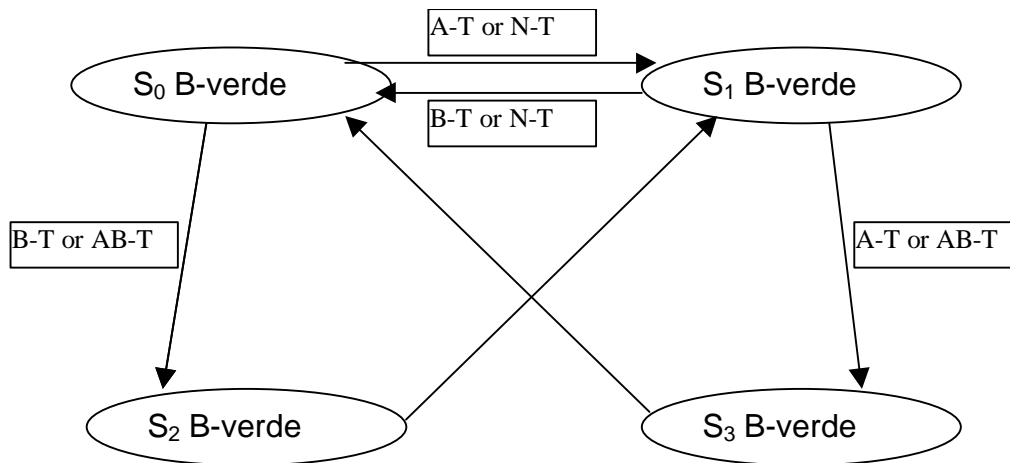 A-T or N-T
S₀ B-verde
S₁ B-verde
B-T or N-T
B-T or AB-T
A-T or AB-T
S₂ B-verde
S₃ B-verde